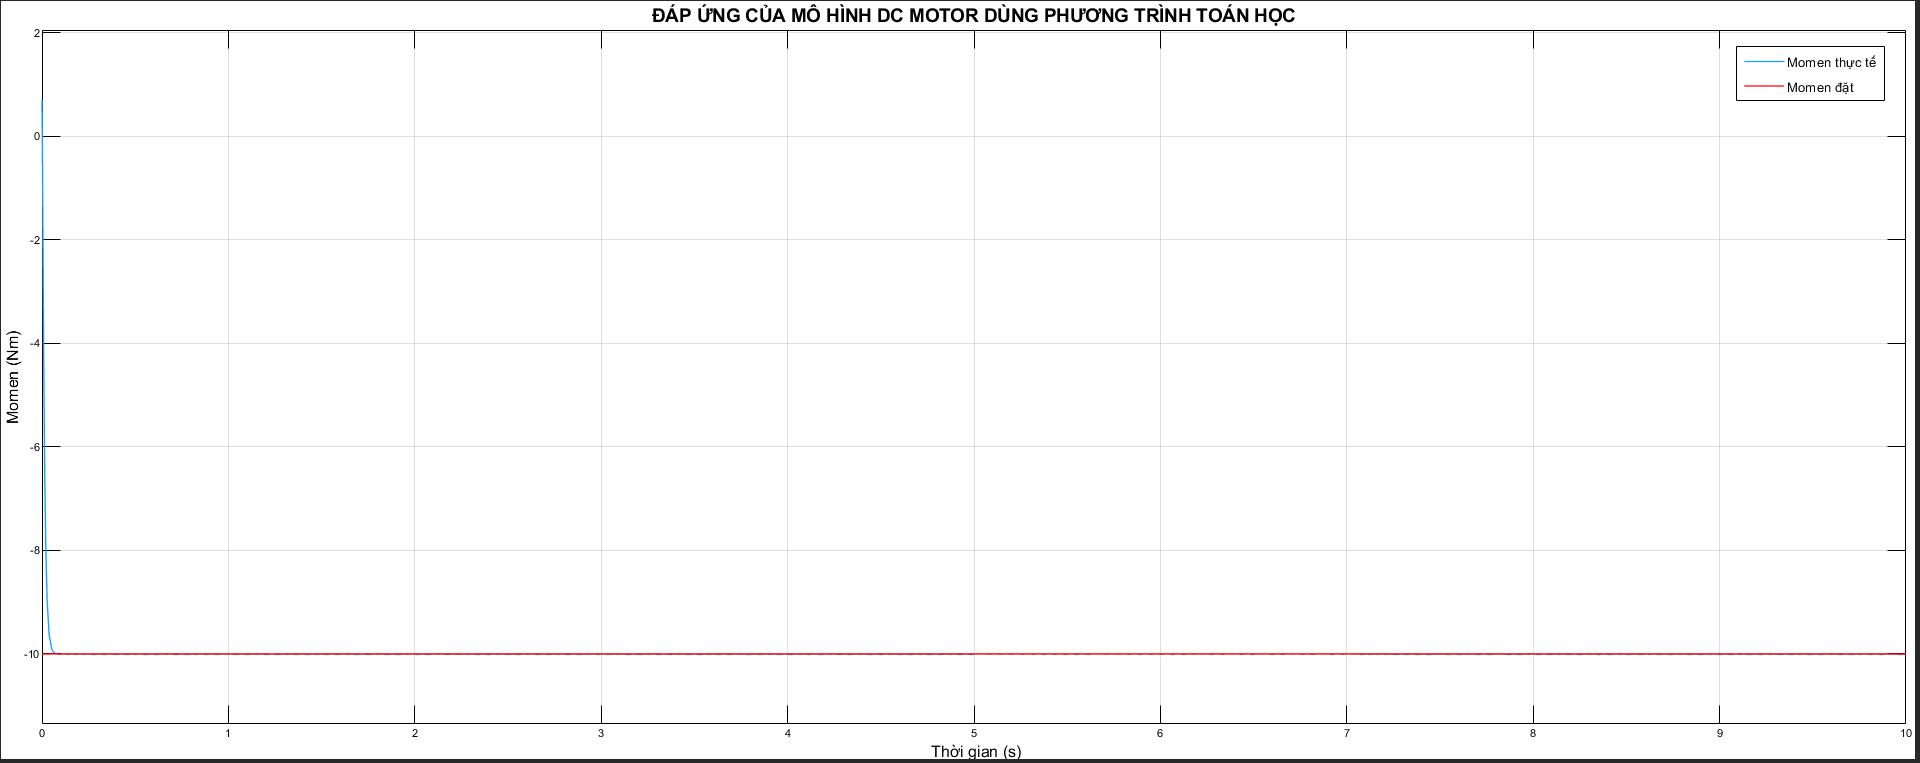 ĐÁP ỨNG CỦA MÔ HÌNH DC MOTOR DÙNG PHƯƠNG TRÌNH TOÁN HỌC
Momen thực tế
Momen đặt
Momen (Nm)
2
0
-2
-4
-6
-8
-10
0 1 2 3 4 5 6 7 8 9 10
Thời gian (s)